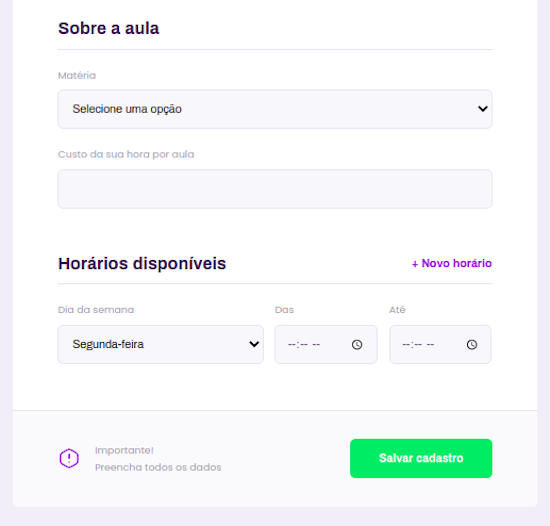 Sobre a aula
Matéria
Selecione uma opção
Custo da sua hora por aula
Horários disponíveis
+ Novo horário
Dia da semana
Das
Até
Segunda-feira
--:-- --
--:-- --
Importante!
Preencha todos os dados
Salvar cadastro